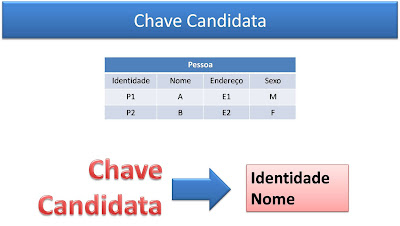 Chave Candidata
Pessoa
Identidade Nome Endereço Sexo
P1 A E1 M
P2 B E2 F
Chave
Candidata
Identidade
Nome